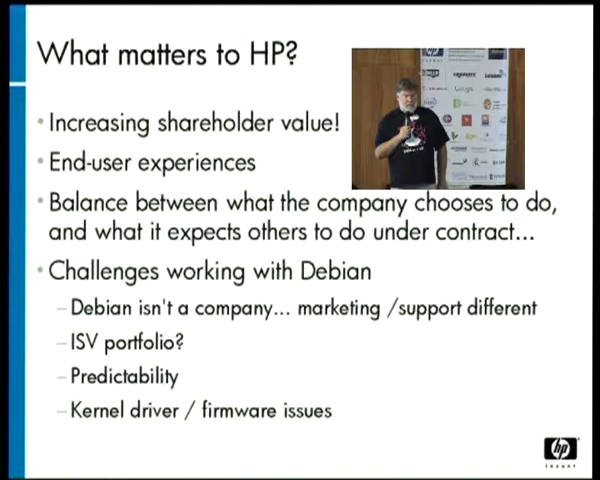 What matters to HP?
Increasing shareholder value!
End-user experiences
Balance between what the company chooses to do,
and what it expects others to do under contract...
Challenges working with Debian
Debian isn't a company... marketing /support different
ISV portfolio?
Predictability
Kernel driver / firmware issues
hp
invent